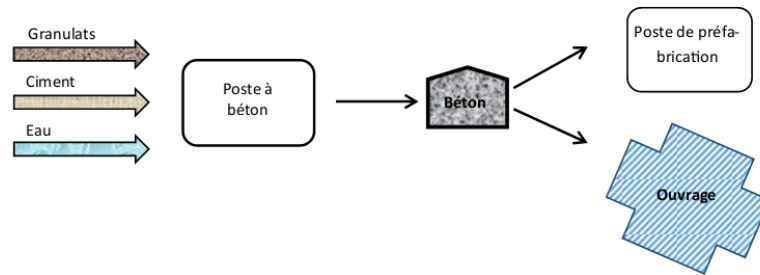 Granulats
Ciment
Eau
Poste à
béton
Béton
Poste de préfa-
brication
Ouvrage